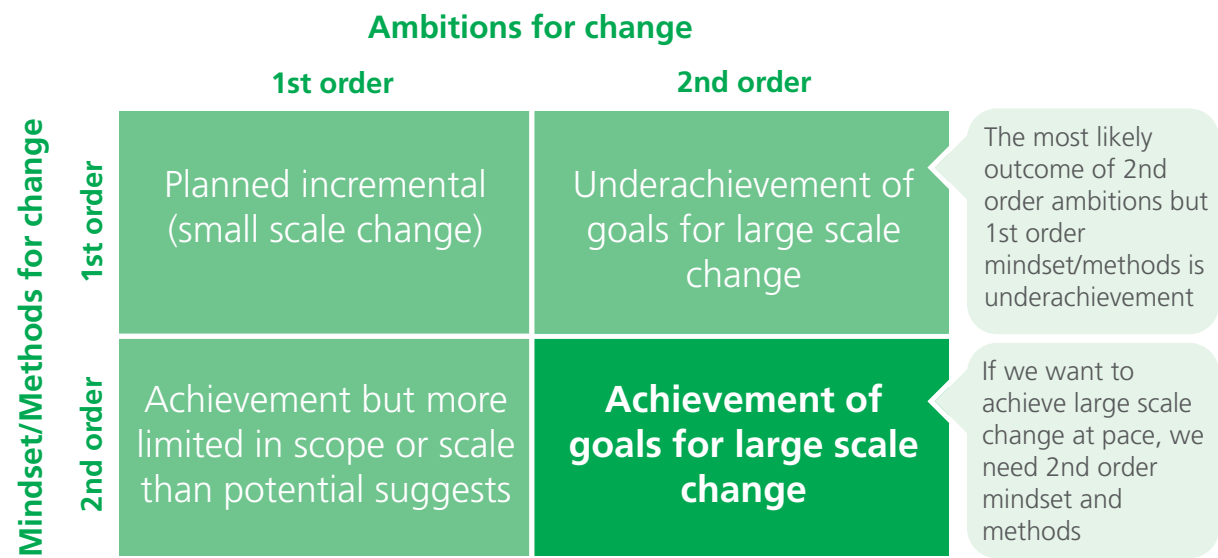 Ambitions for change
1st order
2nd order
Mindset/Methods for change
1st order
Planned incremental
(small scale change)
Underachievement of
goals for large scale
change
The most likely
outcome of 2nd
order ambitions but
1st order
mindset/methods is
underachievement
2nd order
Achievement but more
limited in scope or scale
than potential suggests
Achievement of
goals for large scale
change
If we want to
achieve large scale
change at pace, we
need 2nd order
mindset and
methods